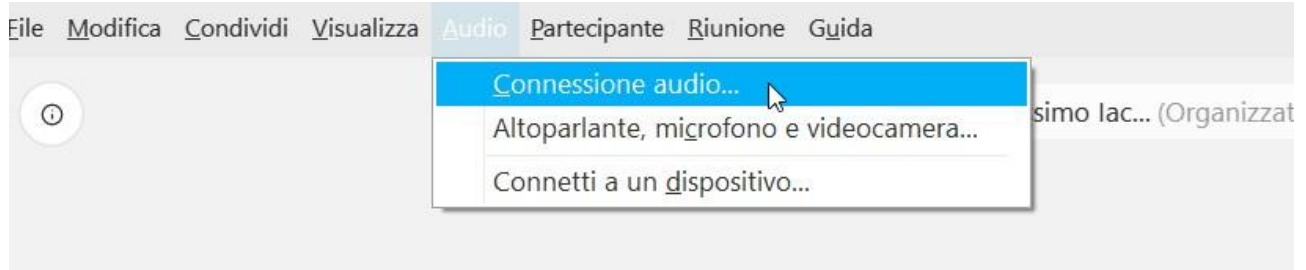 File Modifica Condividi Visualizza Audio Partecipante Riunione Guida
Connessione audio...
simo Iac... (Organizzat
Altoparlante, microfono e videocamera...
Connetti a un dispositivo...